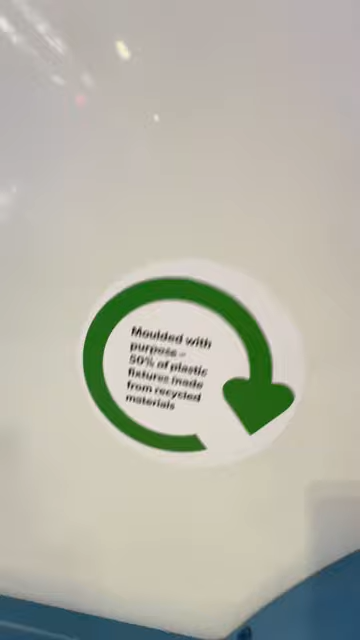 Moulded with
purpose –
50% of plastic
fixtures made
from recycled
materials